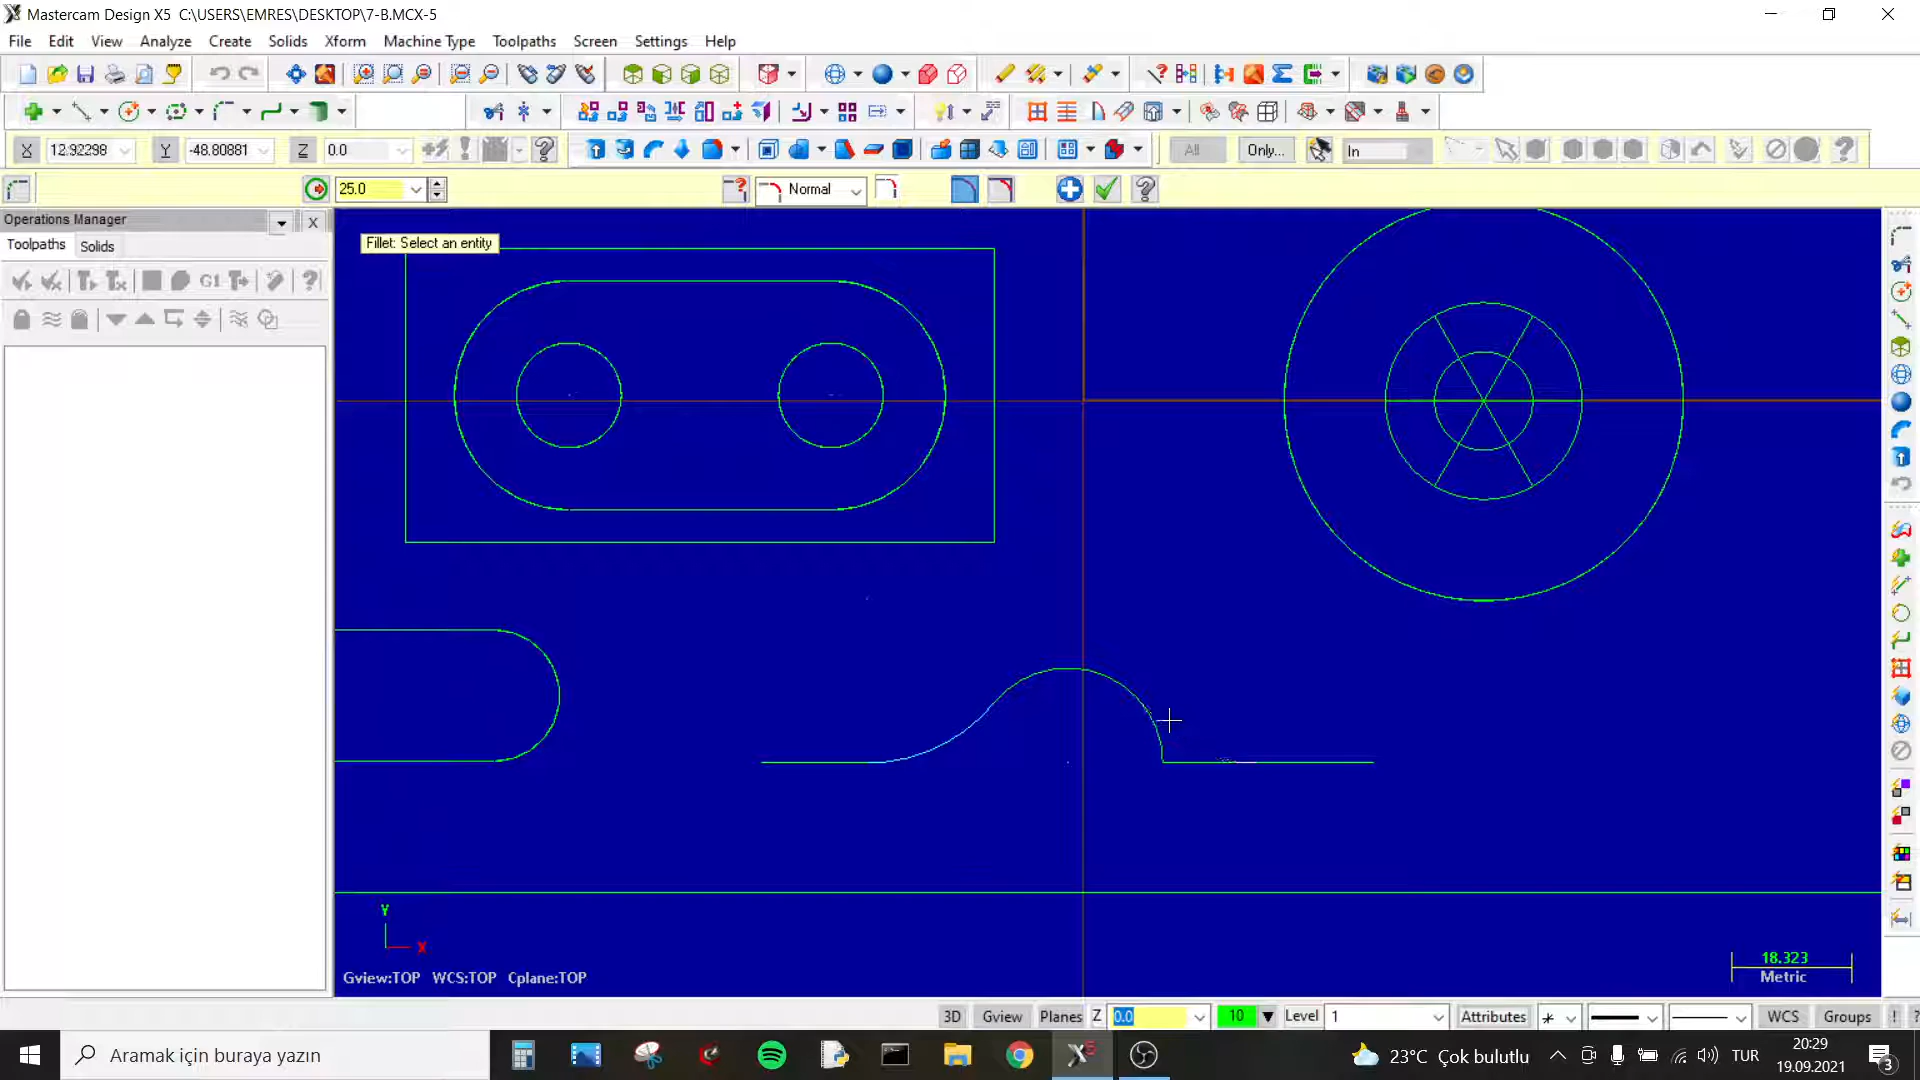 Mastercam Design X5 C:\USERS\EMRES\DESKTOP\7-B.MCX-5
File Edit View Analyze Create Solids Xform Machine Type Toolpaths Screen Settings Help
X 12.92298 Y -48.80881 Z 0.0 All Only... In
25.0 Normal
Operations Manager X
Toolpaths Solids
G1
Fillet: Select an entity
Y
X
Gview:TOP WCS:TOP Cplane:TOP
18.323
Metric
3D Gview Planes Z 0.0 10 Level 1 Attributes WCS Groups ! ?
Aramak için buraya yazın
X5
23°C Çok bulutlu TUR
20:29
19.09.2021
3